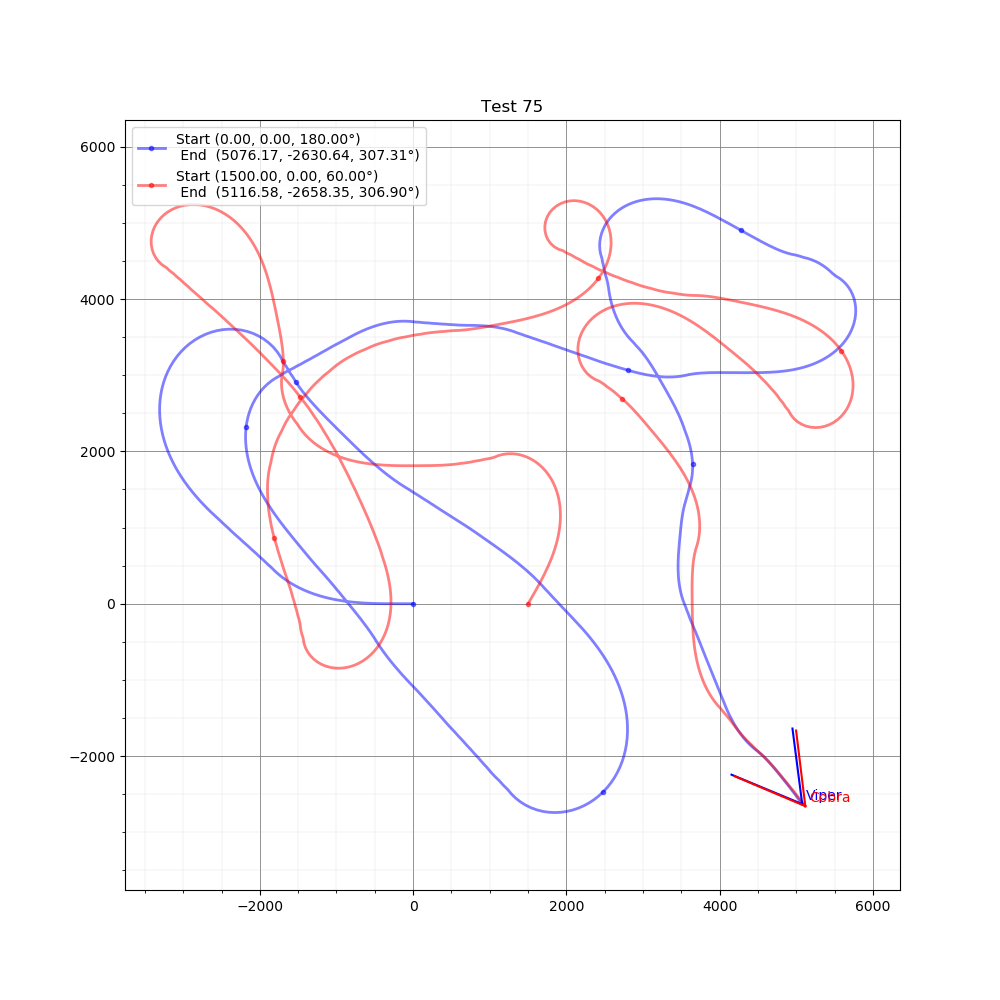 Test 75
Start (0.00, 0.00, 180.00°)
End (5076.17, -2630.64, 307.31°)
Start (1500.00, 0.00, 60.00°)
End (5116.58, -2658.35, 306.90°)
6000
4000
2000
0
−2000
Viper
Cobra
−2000
0
2000
4000
6000